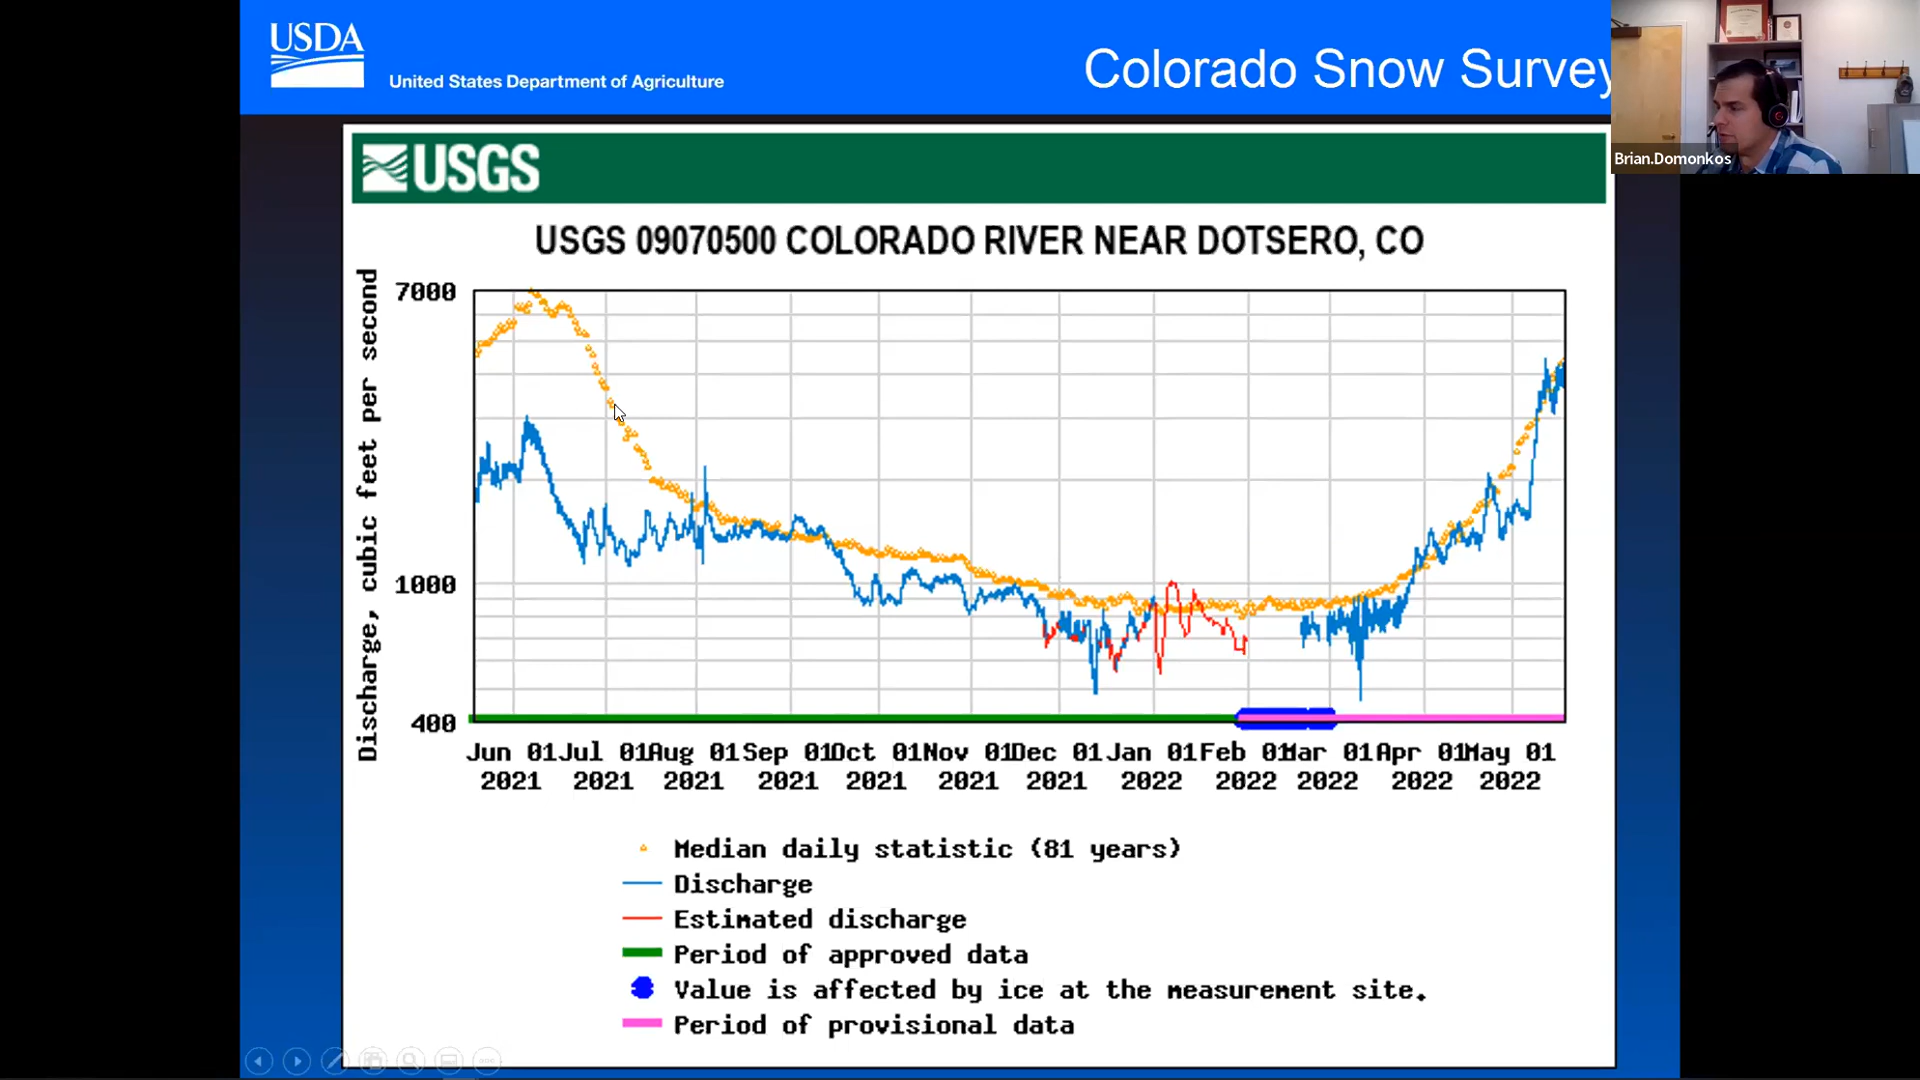 USDA
United States Department of Agriculture
Colorado Snow Survey
Brian.Domonkos
USGS
USGS 09070500 COLORADO RIVER NEAR DOTSERO, CO
Discharge, cubic feet per second
7000
1000
400
Jun 01 Jul 01 Aug 01 Sep 01 Oct 01 Nov 01 Dec 01 Jan 01 Feb 01 Mar 01 Apr 01 May 01
2021 2021 2021 2021 2021 2021 2021 2022 2022 2022 2022 2022
Median daily statistic (81 years)
Discharge
Estimated discharge
Period of approved data
Value is affected by ice at the measurement site.
Period of provisional data